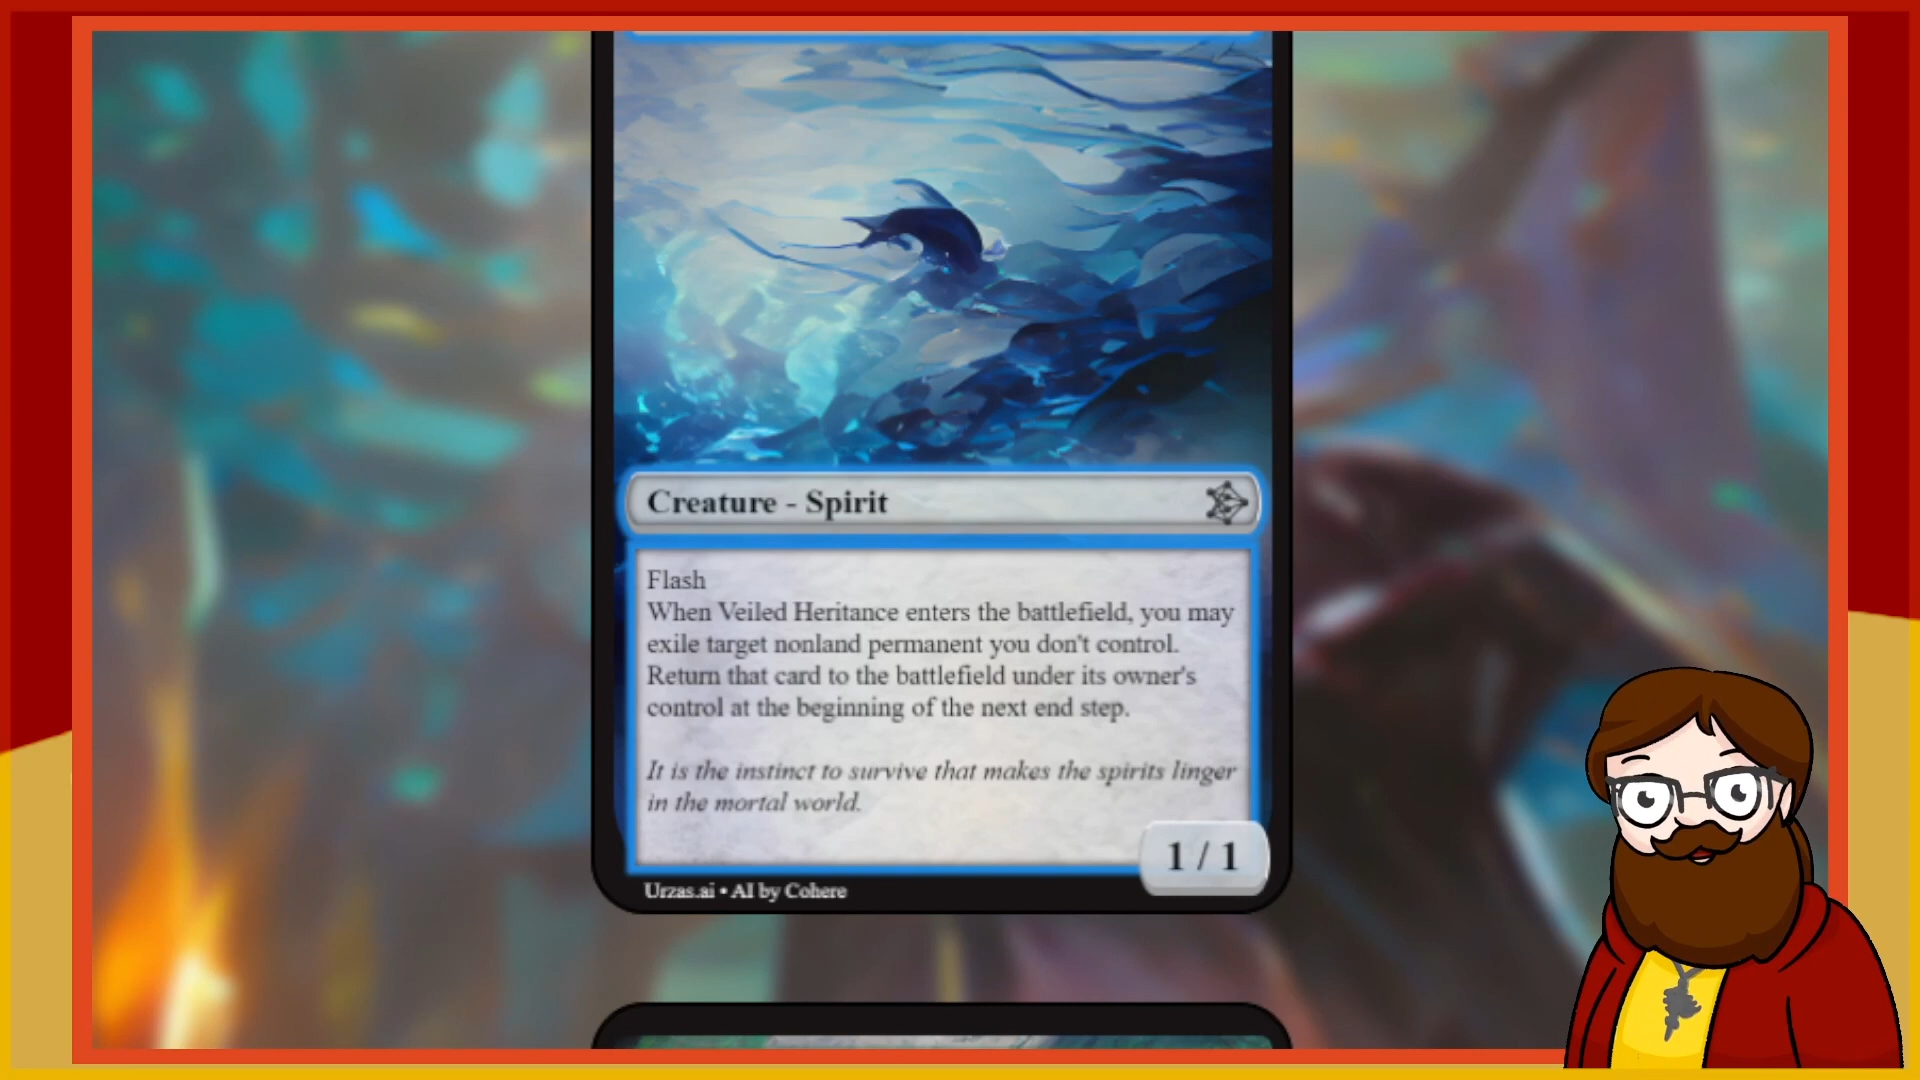 Creature - Spirit
Flash
When Veiled Heritance enters the battlefield, you may
exile target nonland permanent you don't control.
Return that card to the battlefield under its owner's
control at the beginning of the next end step.
It is the instinct to survive that makes the spirits linger
in the mortal world.
1 / 1
Urzas.ai • AI by Cohere